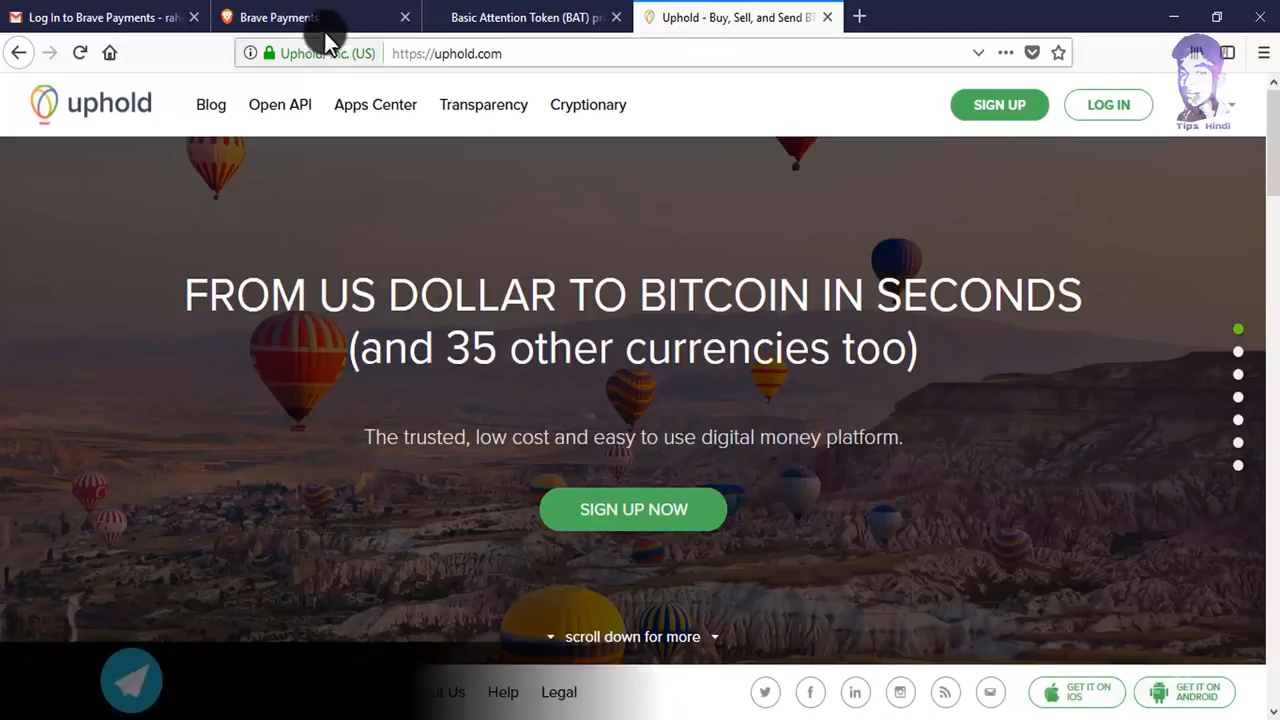 Log In to Brave Payments - rah
Brave Payments
Basic Attention Token (BAT) pr
Uphold - Buy, Sell, and Send BT
Uphold, Inc. (US)
https://uphold.com
uphold
Blog
Open API
Apps Center
Transparency
Cryptionary
SIGN UP
LOG IN
Tips Hindi
FROM US DOLLAR TO BITCOIN IN SECONDS
(and 35 other currencies too)
The trusted, low cost and easy to use digital money platform.
SIGN UP NOW
scroll down for more
Us
Help
Legal
GET IT ON
IOS
GET IT ON
ANDROID